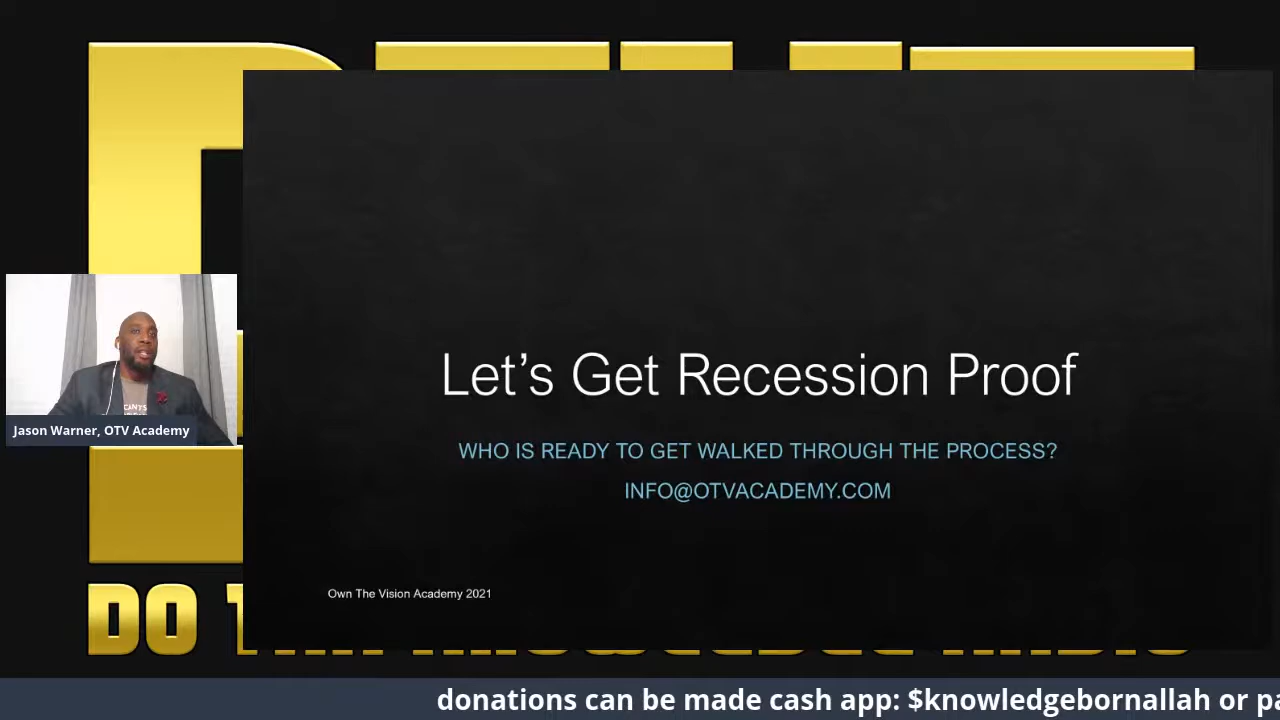 Let's Get Recession Proof
WHO IS READY TO GET WALKED THROUGH THE PROCESS?
INFO@OTVACADEMY.COM
Own The Vision Academy 2021
Jason Warner, OTV Academy
DO
donations can be made cash app: $knowledgebornallah or